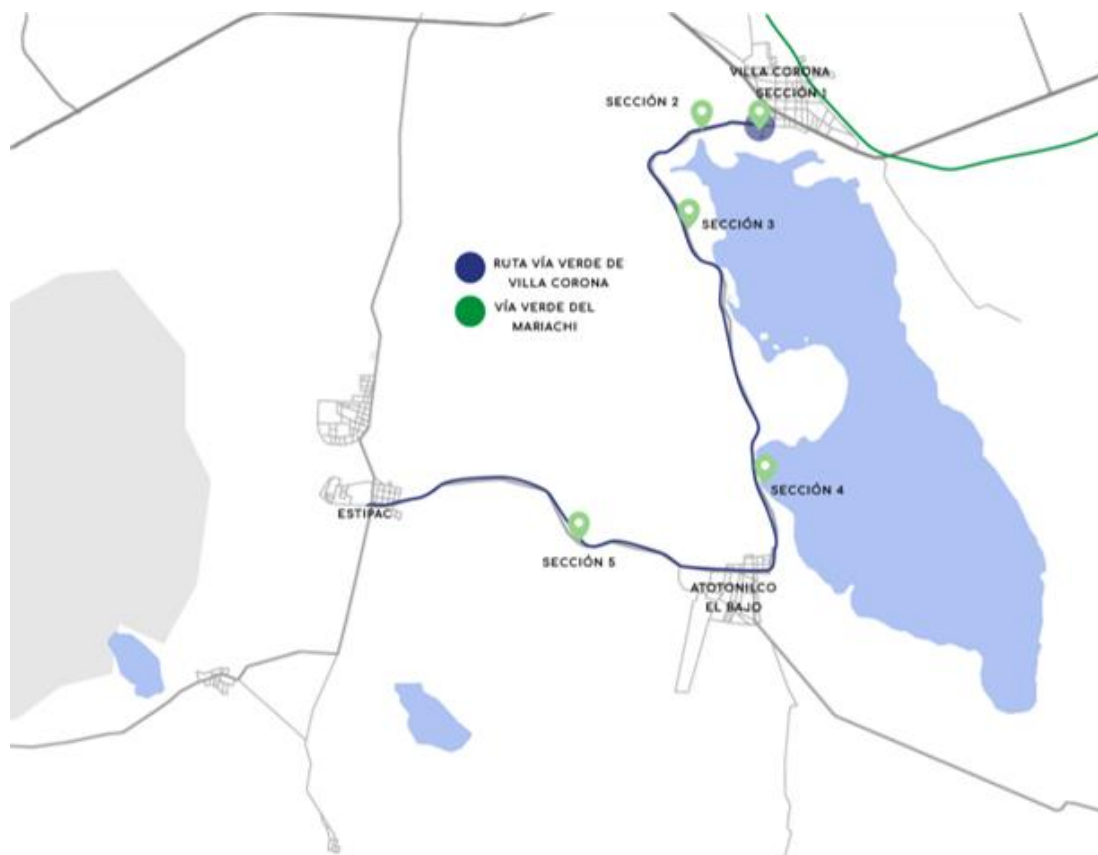 VILLA CORONA
SECCIÓN 1
SECCIÓN 2
SECCIÓN 3
RUTA VÍA VERDE DE
VILLA CORONA
VÍA VERDE DEL
MARIACHI
SECCIÓN 4
ESTIPAC
SECCIÓN 5
ATOTONILCO
EL BAJO